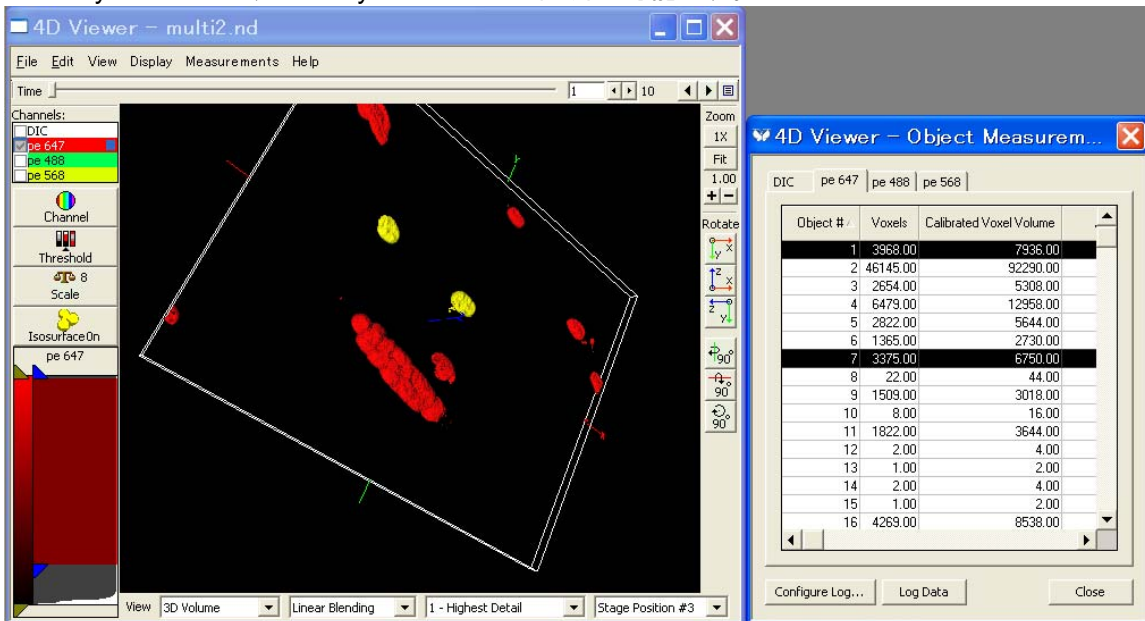 4D Viewer - multi2.nd
File Edit View Display Measurements Help
Time 1 10
Channels:
DIC
pe 647
pe 488
pe 568
Channel
Threshold
8
Scale
IsosurfaceOn
pe 647
Zoom
1X
Fit
1.00
+ -
Rotate
y x
z x
z y
90°
90
90°
y
View 3D Volume Linear Blending 1 - Highest Detail Stage Position #3
4D Viewer - Object Measurem...
DIC pe 647 pe 488 pe 568
Object # Voxels Calibrated Voxel Volume
1 3968.00 7936.00
2 46145.00 92290.00
3 2654.00 5308.00
4 6479.00 12958.00
5 2822.00 5644.00
6 1365.00 2730.00
7 3375.00 6750.00
8 22.00 44.00
9 1509.00 3018.00
10 8.00 16.00
11 1822.00 3644.00
12 2.00 4.00
13 1.00 2.00
14 2.00 4.00
15 1.00 2.00
16 4269.00 8538.00
Configure Log... Log Data Close